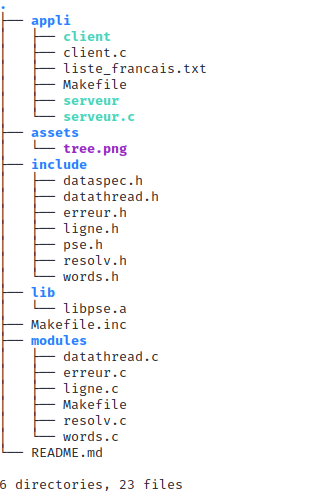 .
├── appli
│   ├── client
│   ├── client.c
│   ├── liste_francais.txt
│   ├── Makefile
│   ├── serveur
│   └── serveur.c
├── assets
│   └── tree.png
├── include
│   ├── dataspec.h
│   ├── datathread.h
│   ├── erreur.h
│   ├── ligne.h
│   ├── pse.h
│   ├── resolv.h
│   └── words.h
├── lib
│   └── libpse.a
├── Makefile.inc
├── modules
│   ├── datathread.c
│   ├── erreur.c
│   ├── ligne.c
│   ├── Makefile
│   ├── resolv.c
│   └── words.c
└── README.md

6 directories, 23 files